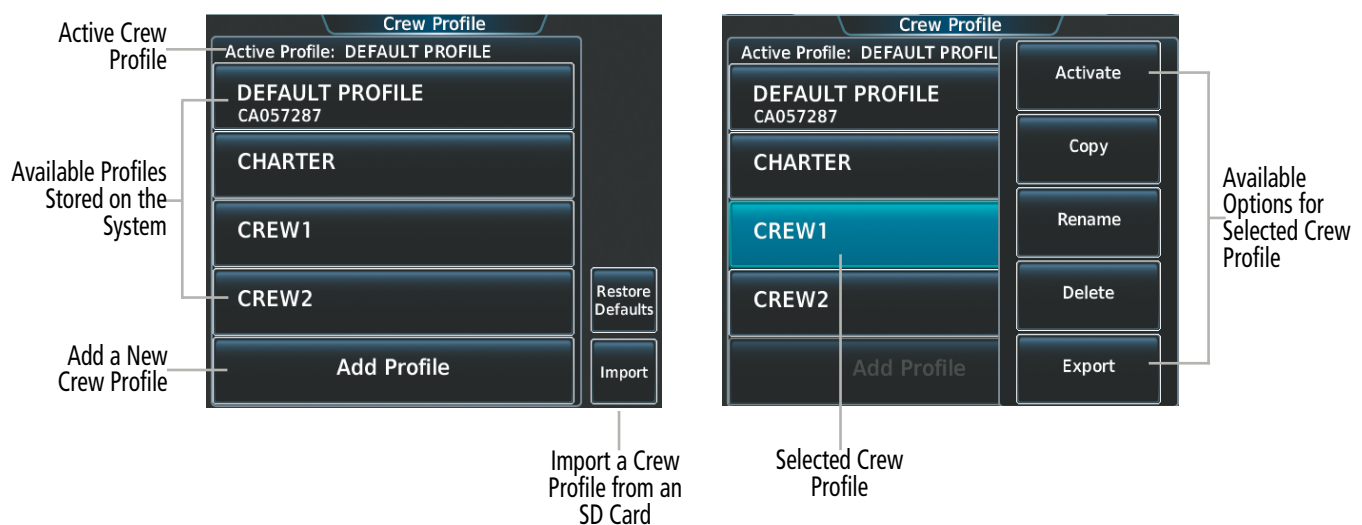 Active Crew
Profile
Available Profiles
Stored on the
System
Add a New
Crew Profile
Crew Profile
Active Profile: DEFAULT PROFILE
DEFAULT PROFILE
CA057287
CHARTER
CREW1
CREW2
Add Profile
Restore
Defaults
Import
Import a Crew
Profile from an
SD Card
Crew Profile
Active Profile: DEFAULT PROFIL
DEFAULT PROFILE
CA057287
CHARTER
CREW1
CREW2
Add Profile
Activate
Copy
Rename
Delete
Export
Selected Crew
Profile
Available
Options for
Selected Crew
Profile